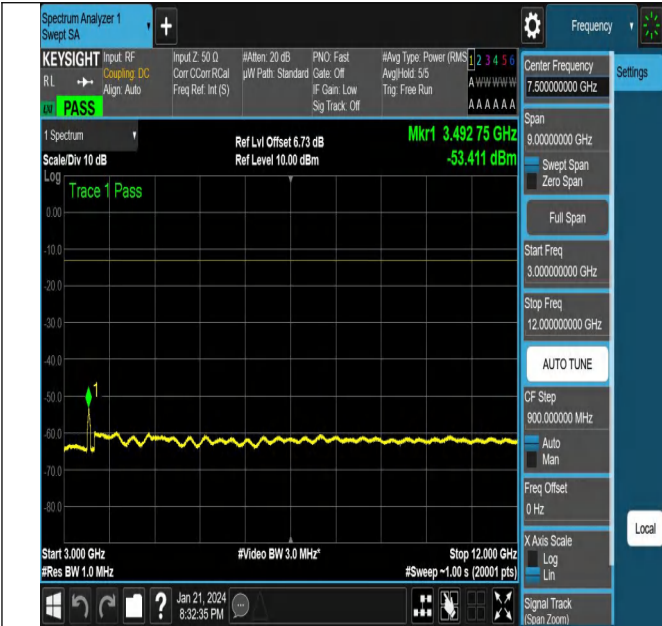 Spectrum Analyzer 1
Swept SA
Frequency
KEYSIGHT
RL
LXI
PASS
Input: RF
Coupling: DC
Align: Auto
Input Z: 50 Ω
Corr CCorr RCal
Freq Ref: Int (S)
#Atten: 20 dB
µW Path: Standard
PNO: Fast
Gate: Off
IF Gain: Low
Sig Track: Off
#Avg Type: Power (RMS
Avg|Hold: 5/5
Trig: Free Run
1 2 3 4 5 6
A W W W W W
A A A A A A
1 Spectrum
Scale/Div 10 dB
Ref Lvl Offset 6.73 dB
Ref Level 10.00 dBm
Mkr1 3.492 75 GHz
-53.411 dBm
Log
Trace 1 Pass
0.00
-10.0
-20.0
-30.0
-40.0
-50.0
-60.0
-70.0
-80.0
1
Start 3.000 GHz
#Res BW 1.0 MHz
#Video BW 3.0 MHz*
Stop 12.000 GHz
#Sweep ~1.00 s (20001 pts)
Jan 21, 2024
8:32:35 PM
Center Frequency
7.500000000 GHz
Settings
Span
9.00000000 GHz
Swept Span
Zero Span
Full Span
Start Freq
3.000000000 GHz
Stop Freq
12.000000000 GHz
AUTO TUNE
CF Step
900.000000 MHz
Auto
Man
Freq Offset
0 Hz
X Axis Scale
Log
Lin
Local
Signal Track
(Span Zoom)